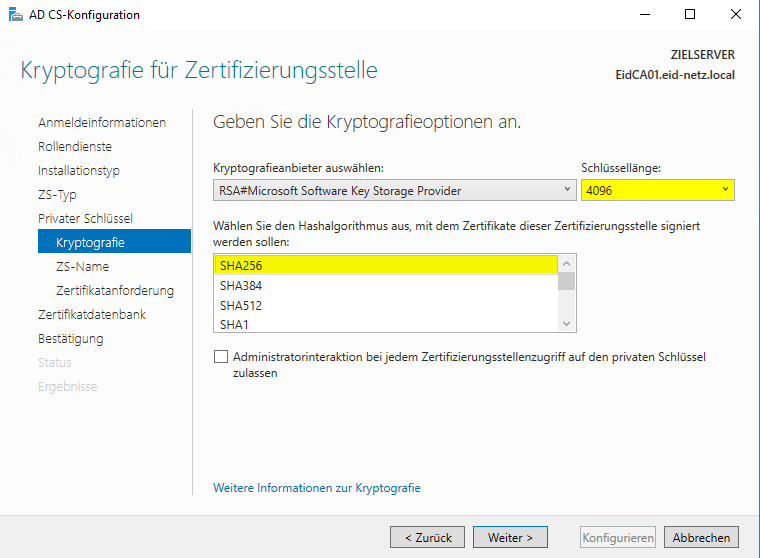 AD CS-Konfiguration
Kryptografie für Zertifizierungsstelle
ZIELSERVER
EidCA01.eid-netz.local
Anmeldeinformationen
Rollendienste
Installationstyp
ZS-Typ
Privater Schlüssel
Kryptografie
ZS-Name
Zertifikatanforderung
Zertifikatdatenbank
Bestätigung
Status
Ergebnisse
Geben Sie die Kryptografieoptionen an.
Kryptografieanbieter auswählen:
Schlüssellänge:
RSA#Microsoft Software Key Storage Provider
4096
Wählen Sie den Hashalgorithmus aus, mit dem Zertifikate dieser Zertifizierungsstelle signiert
werden sollen:
SHA256
SHA384
SHA512
SHA1
Administratorinteraktion bei jedem Zertifizierungsstellenzugriff auf den privaten Schlüssel
zulassen
Weitere Informationen zur Kryptografie
< Zurück
Weiter >
Konfigurieren
Abbrechen